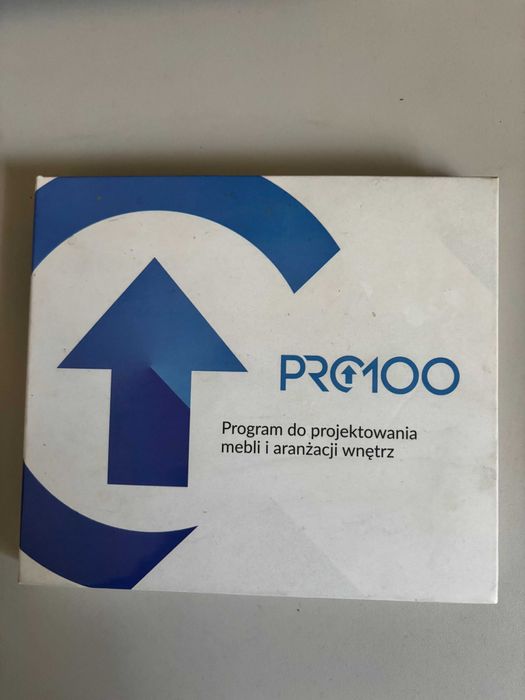 PRO100
Program do projektowania
mebli i aranżacji wnętrz